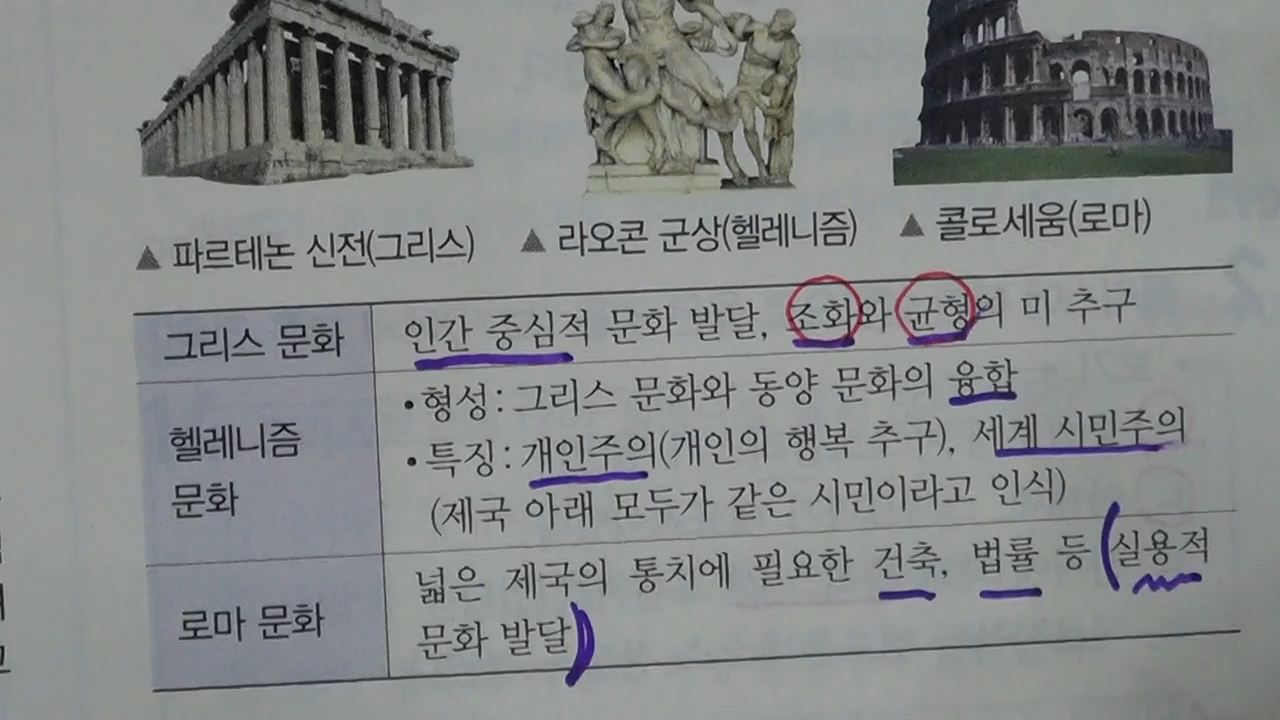 ▲ 파르테논 신전(그리스)
▲ 라오콘 군상(헬레니즘)
▲ 콜로세움(로마)
그리스 문화
인간 중심적 문화 발달, 조화와 균형의 미 추구
헬레니즘
문화
• 형성: 그리스 문화와 동양 문화의 융합
• 특징: 개인주의(개인의 행복 추구), 세계 시민주의
(제국 아래 모두가 같은 시민이라고 인식)
로마 문화
넓은 제국의 통치에 필요한 건축, 법률 등 (실용적
문화 발달)